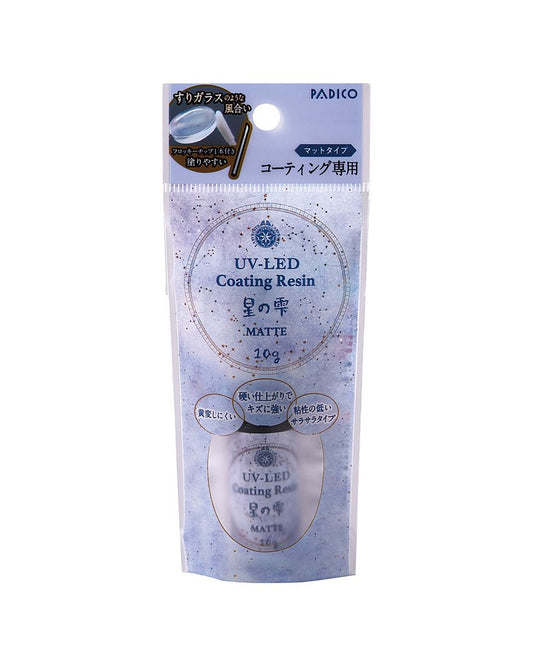 PADICO
すりガラスのような
風合い
フロッキーチップ1本付き
塗りやすい
マットタイプ
コーティング専用
UV-LED
Coating Resin
星の雫
MATTE
10g
硬い仕上がりで
キズに強い
黄変しにくい
粘性の低い
サラサラタイプ
UV-LED
Coating Resin
星の雫
MATTE
10g